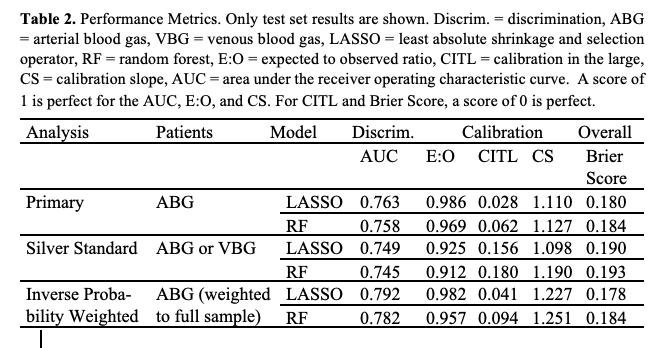 Table 2. Performance Metrics. Only test set results are shown. Discrim. = discrimination, ABG
= arterial blood gas, VBG = venous blood gas, LASSO = least absolute shrinkage and selection
operator, RF = random forest, E:O = expected to observed ratio, CITL = calibration in the large,
CS = calibration slope, AUC = area under the receiver operating characteristic curve.  A score of
1 is perfect for the AUC, E:O, and CS. For CITL and Brier Score, a score of 0 is perfect.
Analysis Patients Model Discrim. Calibration Overall
AUC E:O CITL CS Brier
Score
Primary ABG LASSO 0.763 0.986 0.028 1.110 0.180
RF 0.758 0.969 0.062 1.127 0.184
Silver Standard ABG or VBG LASSO 0.749 0.925 0.156 1.098 0.190
RF 0.745 0.912 0.180 1.190 0.193
Inverse Proba- ABG (weighted LASSO 0.792 0.982 0.041 1.227 0.178
bility Weighted to full sample) RF 0.782 0.957 0.094 1.251 0.184